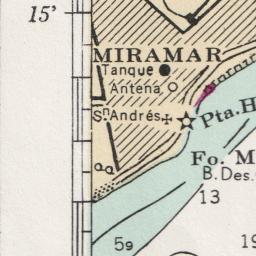 15'
MIRAMAR
Tanque
Antena
Sn Andrés
Pta. H
Fo. M
B. Des.
13
59
19